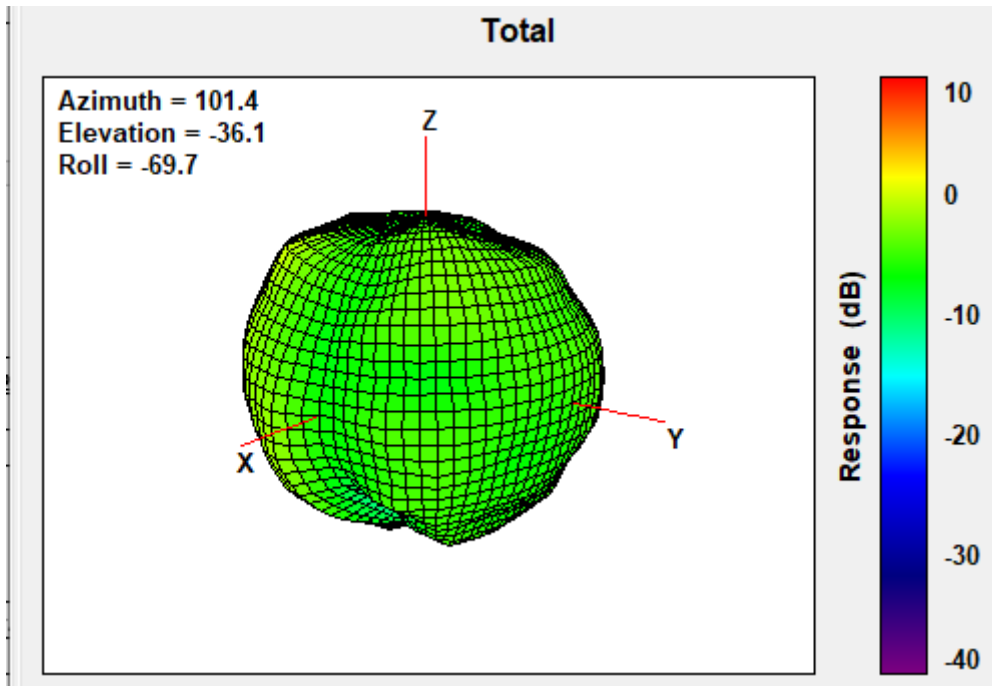 Total
Azimuth = 101.4
Elevation = -36.1
Roll = -69.7
Z
X
Y
Response (dB)
10
0
-10
-20
-30
-40